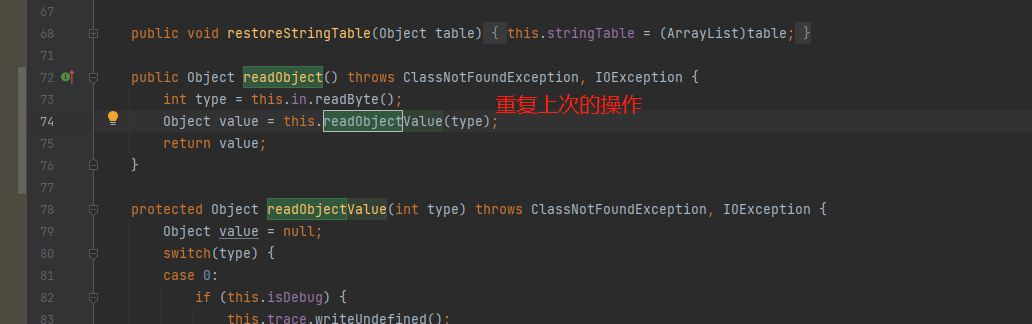 67
68 public void restoreStringTable(Object table) { this.stringTable = (ArrayList)table; }
71
72 public Object readObject() throws ClassNotFoundException, IOException {
73 int type = this.in.readByte();
重复上次的操作
74 Object value = this.readObjectValue(type);
75 return value;
76 }
77
78 protected Object readObjectValue(int type) throws ClassNotFoundException, IOException {
79 Object value = null;
80 switch(type) {
81 case 0:
82 if (this.isDebug) {
83 this.trace.writeUndefined();